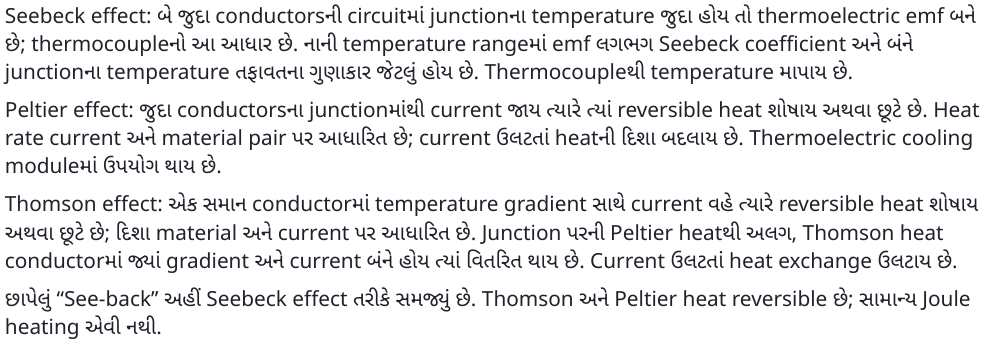 Seebeck effect: બે જુદા conductorsની circuitમાં junctionના temperature જુદા હોય તો thermoelectric emf બને
છે; thermocoupleનો આ આધાર છે. નાની temperature rangeમાં emf લગભગ Seebeck coefficient અને બંને
junctionના temperature તફાવતના ગુણાકાર જેટલું હોય છે. Thermocoupleથી temperature માપાય છે.
Peltier effect: જુદા conductorsના junctionમાંથી current જાય ત્યારે ત્યાં reversible heat શોષાય અથવા છૂટે છે. Heat
rate current અને material pair પર આધારિત છે; current ઉલટતાં heatની દિશા બદલાય છે. Thermoelectric cooling
moduleમાં ઉપયોગ થાય છે.
Thomson effect: એક સમાન conductorમાં temperature gradient સાથે current વહે ત્યારે reversible heat શોષાય
અથવા છૂટે છે; દિશા material અને current પર આધારિત છે. Junction પરની Peltier heatથી અલગ, Thomson heat
conductorમાં જ્યાં gradient અને current બંને હોય ત્યાં વિતરિત થાય છે. Current ઉલટતાં heat exchange ઉલટાય છે.
છાપેલું “See-back” અહીં Seebeck effect તરીકે સમજ્યું છે. Thomson અને Peltier heat reversible છે; સામાન્ય Joule
heating એવી નથી.